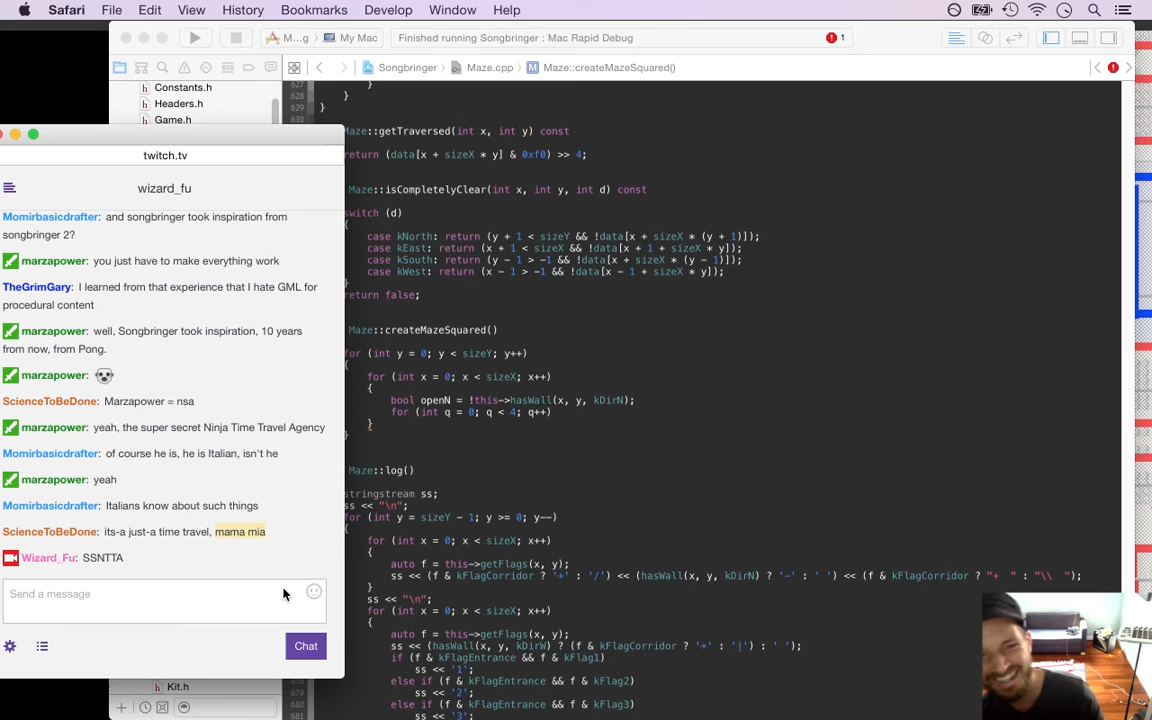 Safari File Edit View History Bookmarks Develop Window Help
M...g My Mac Finished running Songbringer : Mac Rapid Debug 1
Songbringer Maze.cpp M Maze::createMazeSquared()
h Constants.h
h Headers.h
h Game.h
twitch.tv
wizard_fu
Momirbasicdrafter: and songbringer took inspiration from
songbringer 2?
marzapower: you just have to make everything work
TheGrimGary: I learned from that experience that I hate GML for
procedural content
marzapower: well, Songbringer took inspiration, 10 years
from now, from Pong.
marzapower:
ScienceToBeDone: Marzapower = nsa
marzapower: yeah, the super secret Ninja Time Travel Agency
Momirbasicdrafter: of course he is, he is Italian, isn't he
marzapower: yeah
Momirbasicdrafter: Italians know about such things
ScienceToBeDone: its-a just-a time travel, mama mia
Wizard_Fu: SSNTTA
Send a message
Chat
h Kit.h
627 }
628 }
629 }
630
Maze::getTraversed(int x, int y) const
return (data[x + sizeX * y] & 0xf0) >> 4;
Maze::isCompletelyClear(int x, int y, int d) const
switch (d)
{
case kNorth: return (y + 1 < sizeY && !data[x + sizeX * (y + 1)]);
case kEast: return (x + 1 < sizeX && !data[x + 1 + sizeX * y]);
case kSouth: return (y - 1 > -1 && !data[x + sizeX * (y - 1)]);
case kWest: return (x - 1 > -1 && !data[x - 1 + sizeX * y]);
}
return false;
Maze::createMazeSquared()
for (int y = 0; y < sizeY; y++)
{
for (int x = 0; x < sizeX; x++)
{
bool openN = !this->hasWall(x, y, kDirN);
for (int q = 0; q < 4; q++)
}
}
Maze::log()
stringstream ss;
ss << "\n";
for (int y = sizeY - 1; y >= 0; y--)
{
for (int x = 0; x < sizeX; x++)
{
auto f = this->getFlags(x, y);
ss << (f & kFlagCorridor ? '+' : '/') << (hasWall(x, y, kDirN) ? '-' : ' ') << (f & kFlagCorridor ? "+ " : "\\ ");
}
ss << "\n";
for (int x = 0; x < sizeX; x++)
{
auto f = this->getFlags(x, y);
ss << (hasWall(x, y, kDirW) ? (f & kFlagCorridor ? '+' : '|') : ' ');
if (f & kFlagEntrance && f & kFlag1)
678 ss << '1';
679 else if (f & kFlagEntrance && f & kFlag2)
680 ss << '2';
else if (f & kFlagEntrance && f & kFlag3)
681 ss << '3';